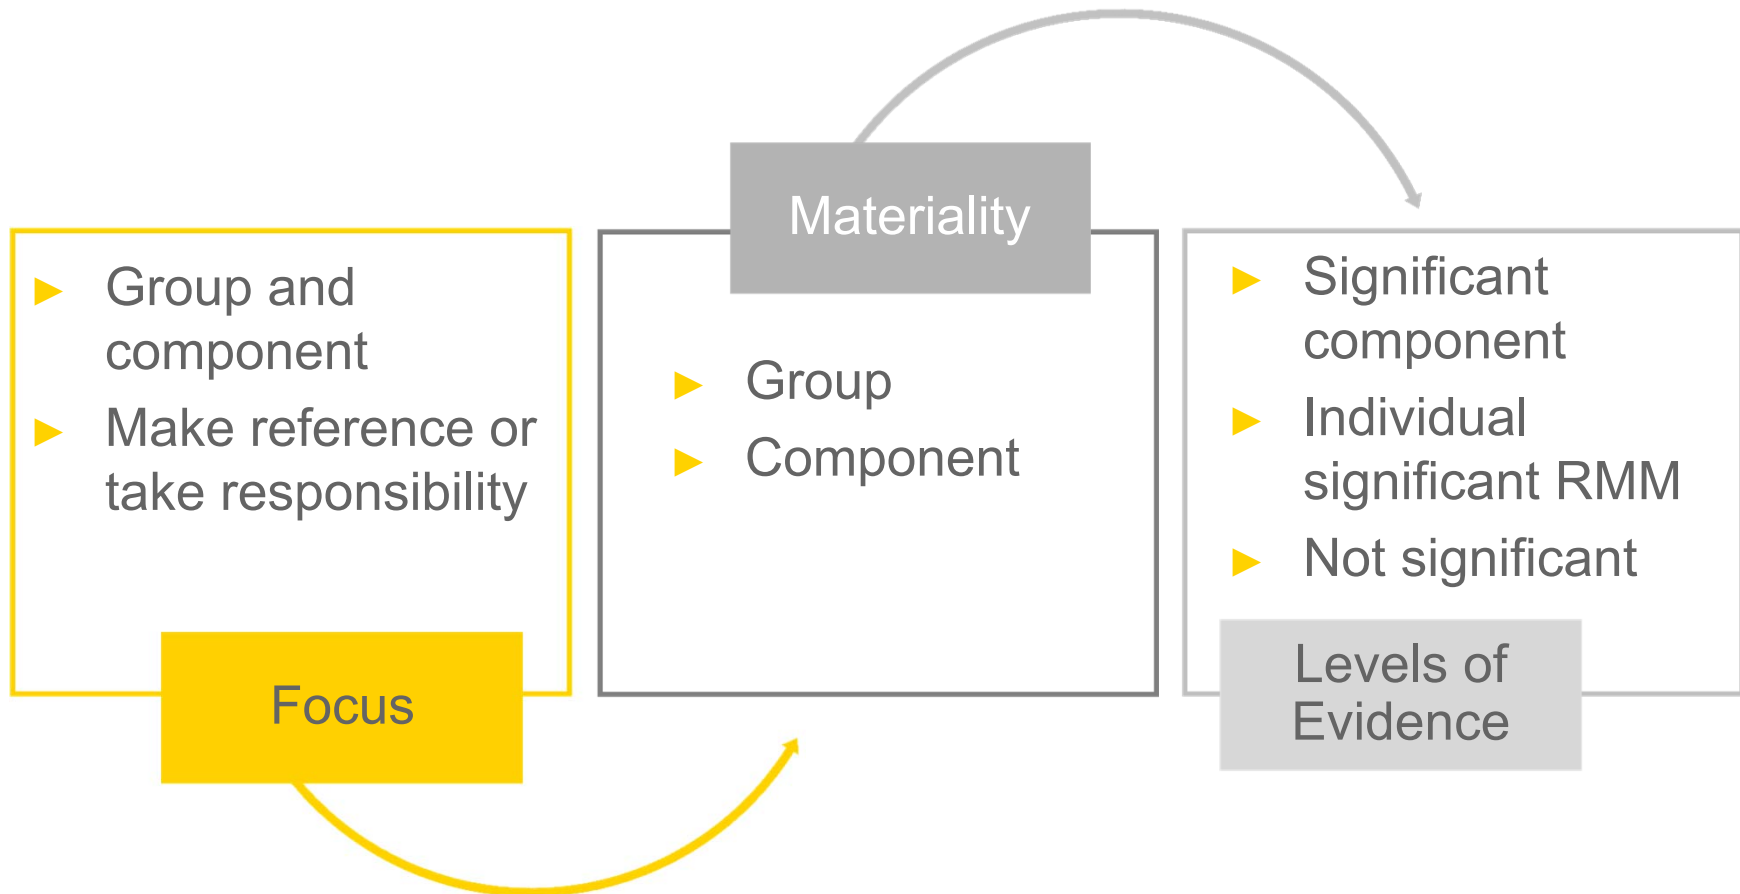 ► Group and
component
► Make reference or
take responsibility
Focus
Materiality
► Group
► Component
► Significant
component
► Individual
significant RMM
► Not significant
Levels of
Evidence